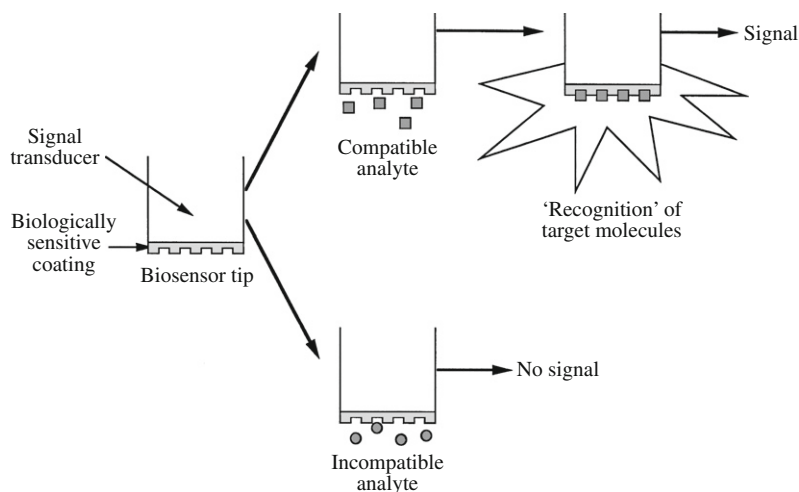 Signal
Compatible
analyte
'Recognition' of
target molecules
Signal
transducer
Biologically
sensitive
coating
Biosensor tip
No signal
Incompatible
analyte